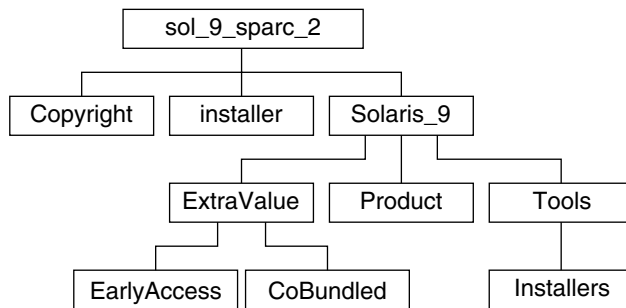 sol_9_sparc_2
Copyright
installer
Solaris_9
ExtraValue
Product
Tools
EarlyAccess
CoBundled
Installers